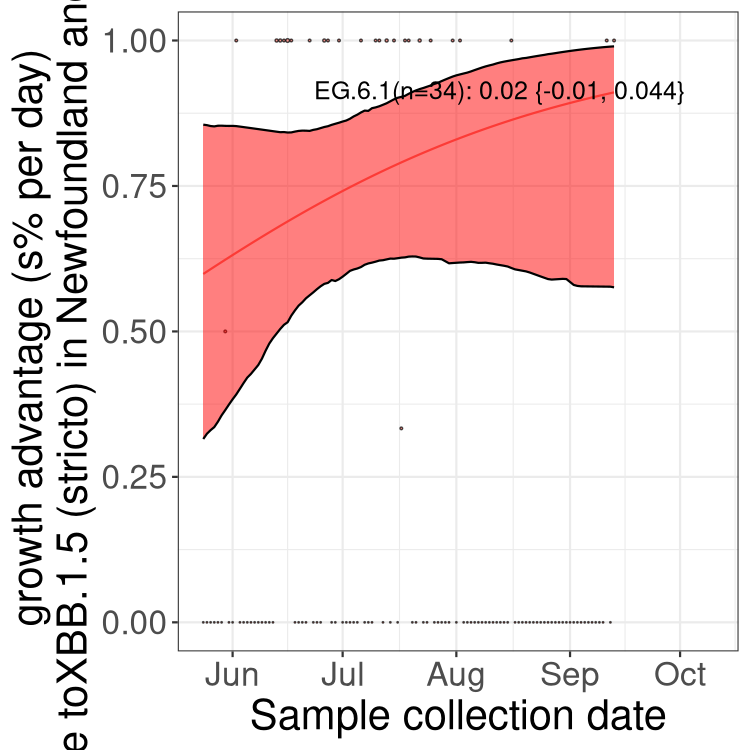 growth advantage (s% per day)
toXBB.1.5 (stricto) in Newfoundland
1.00
0.75
0.50
0.25
0.00
EG.6.1(n=34): 0.02 {-0.01, 0.044}
Jun Jul Aug Sep Oct
Sample collection date